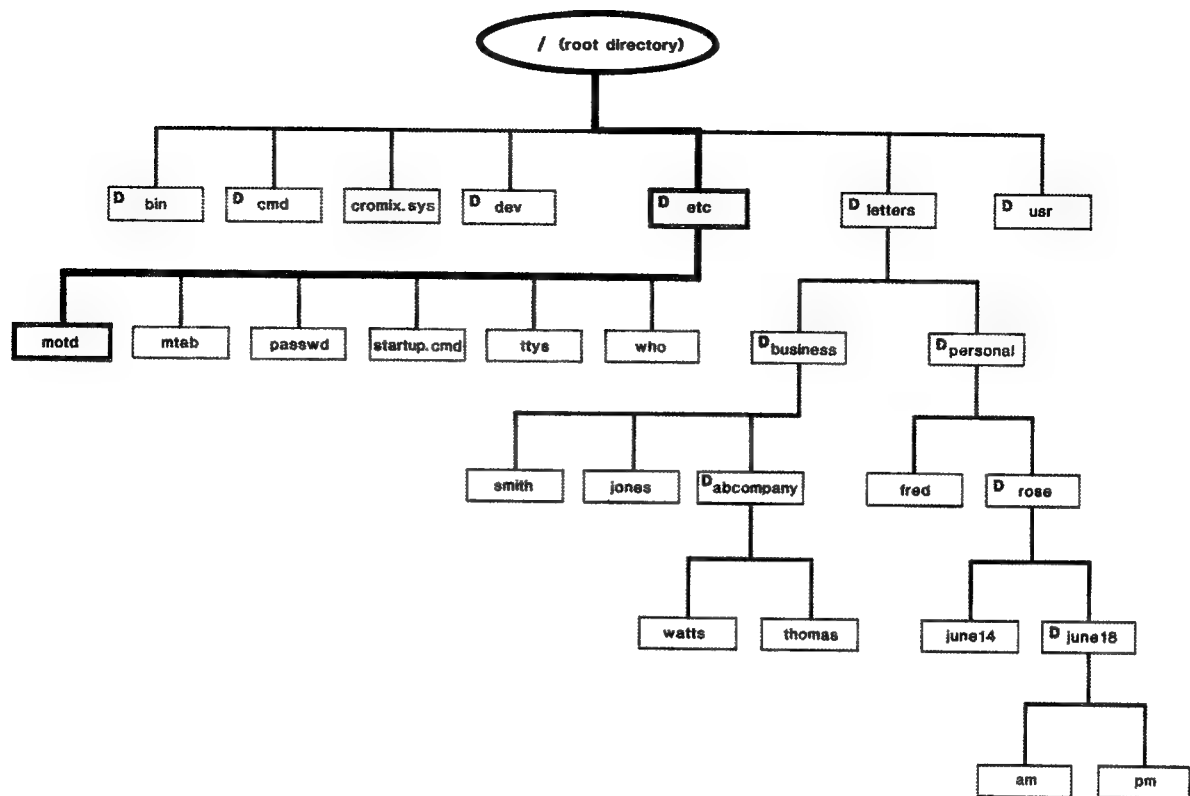 / (root directory)
D bin
D cmd
cromix.sys
D dev
D etc
D letters
D usr
motd
mtab
passwd
startup.cmd
ttys
who
D business
D personal
smith
jones
D abcompany
fred
D rose
watts
thomas
june14
D june18
am
pm